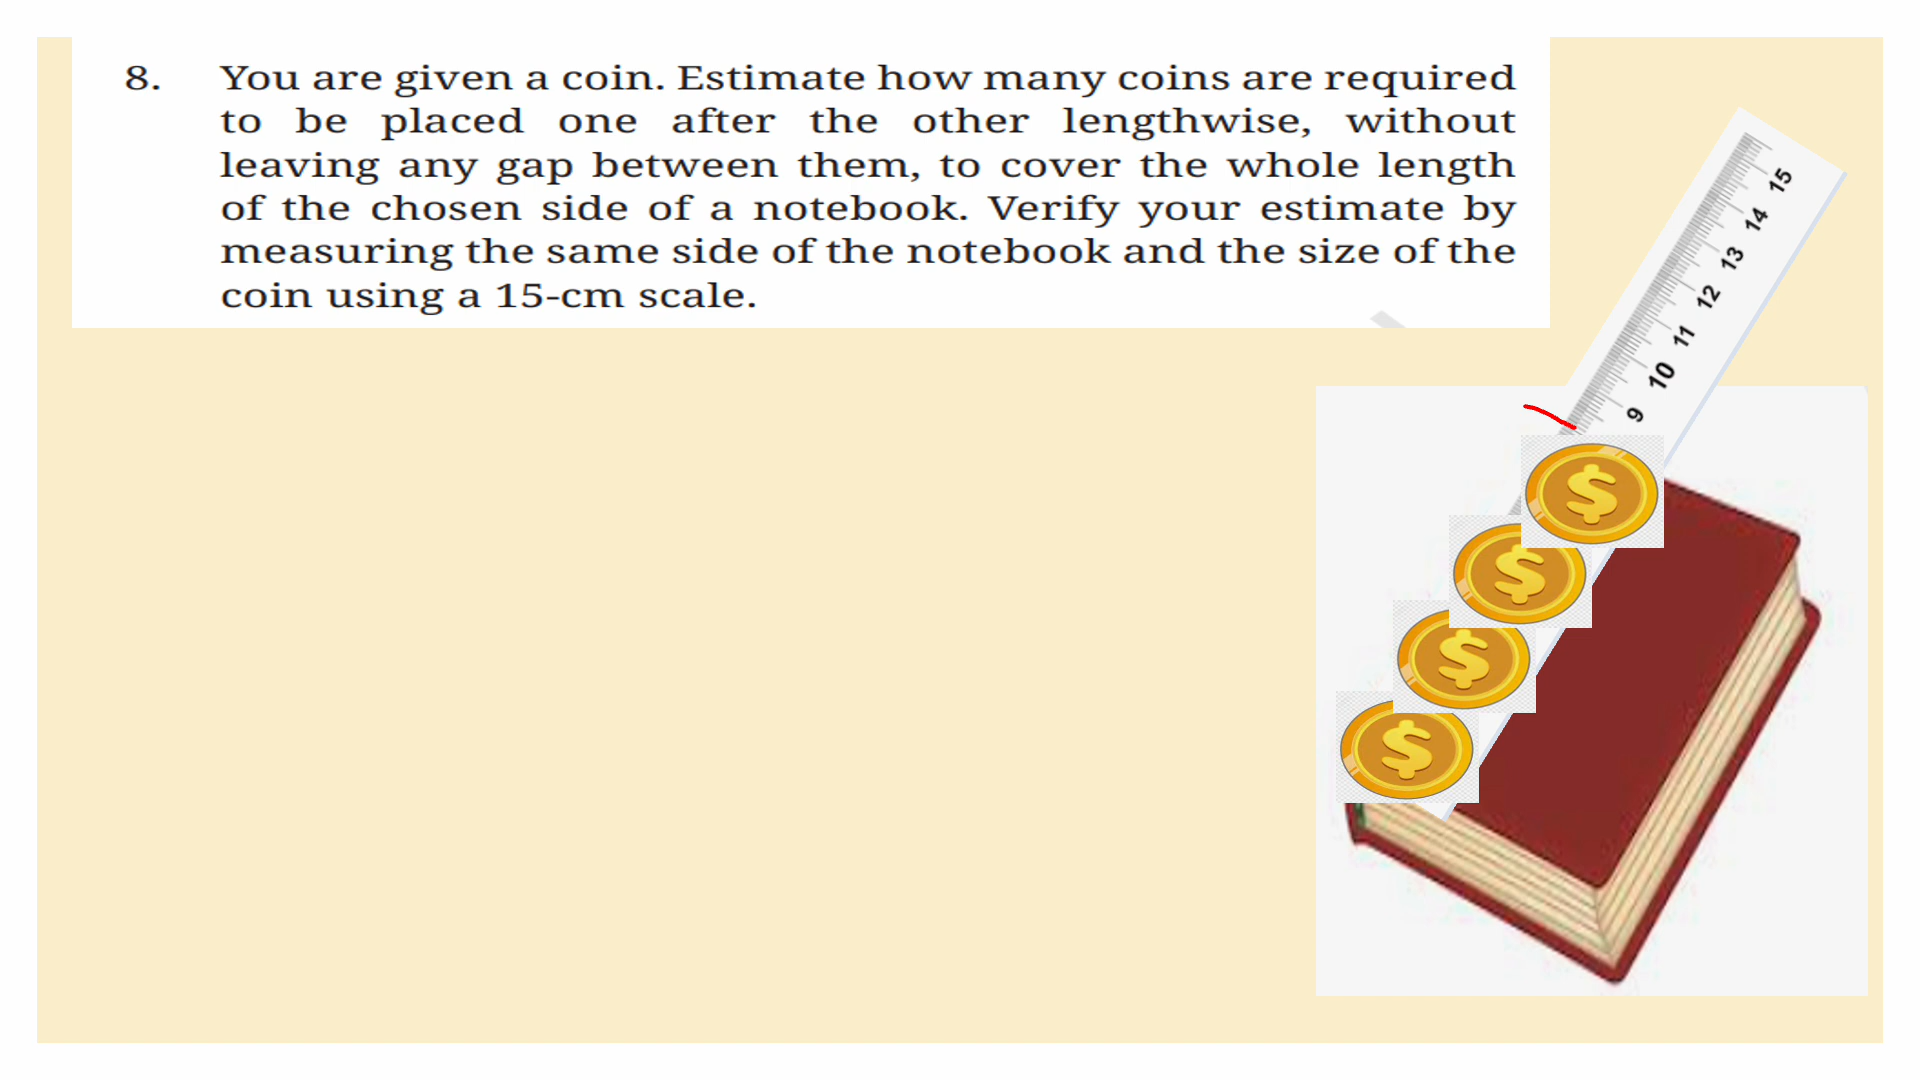 8. You are given a coin. Estimate how many coins are required
to be placed one after the other lengthwise, without
leaving any gap between them, to cover the whole length
of the chosen side of a notebook. Verify your estimate by
measuring the same side of the notebook and the size of the
coin using a 15-cm scale.
15
14
13
12
11
10
9
$
$
$
$